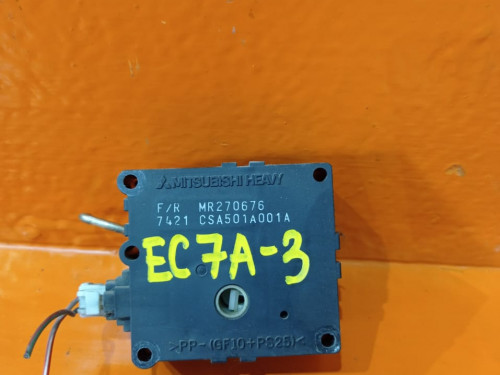 MITSUBISHI HEAVY
F/R MR270676
7421 CSA501A001A
EC7A-3
>PP-(GF10+PS25)<